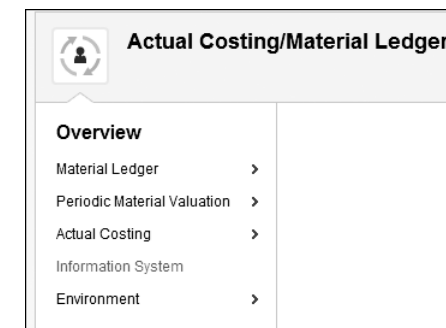 Actual Costing/Material Ledger
Overview
Material Ledger
Periodic Material Valuation
Actual Costing
Information System
Environment